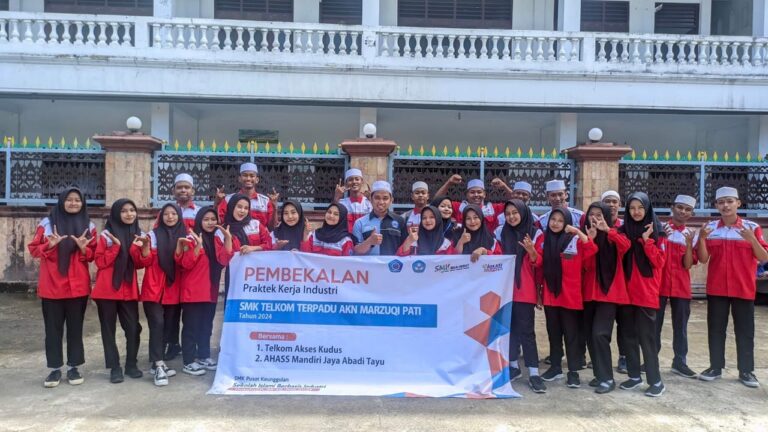 PEMBEKALAN
Praktek Kerja Industri
SMK TELKOM TERPADU AKN MARZUQI PATI
Tahun 2024
Bersama :
1. Telkom Akses Kudus
2. AHASS Mandiri Jaya Abadi Tayu
SMK Pusat Keunggulan
Sekolah Islami Berbasis Industri